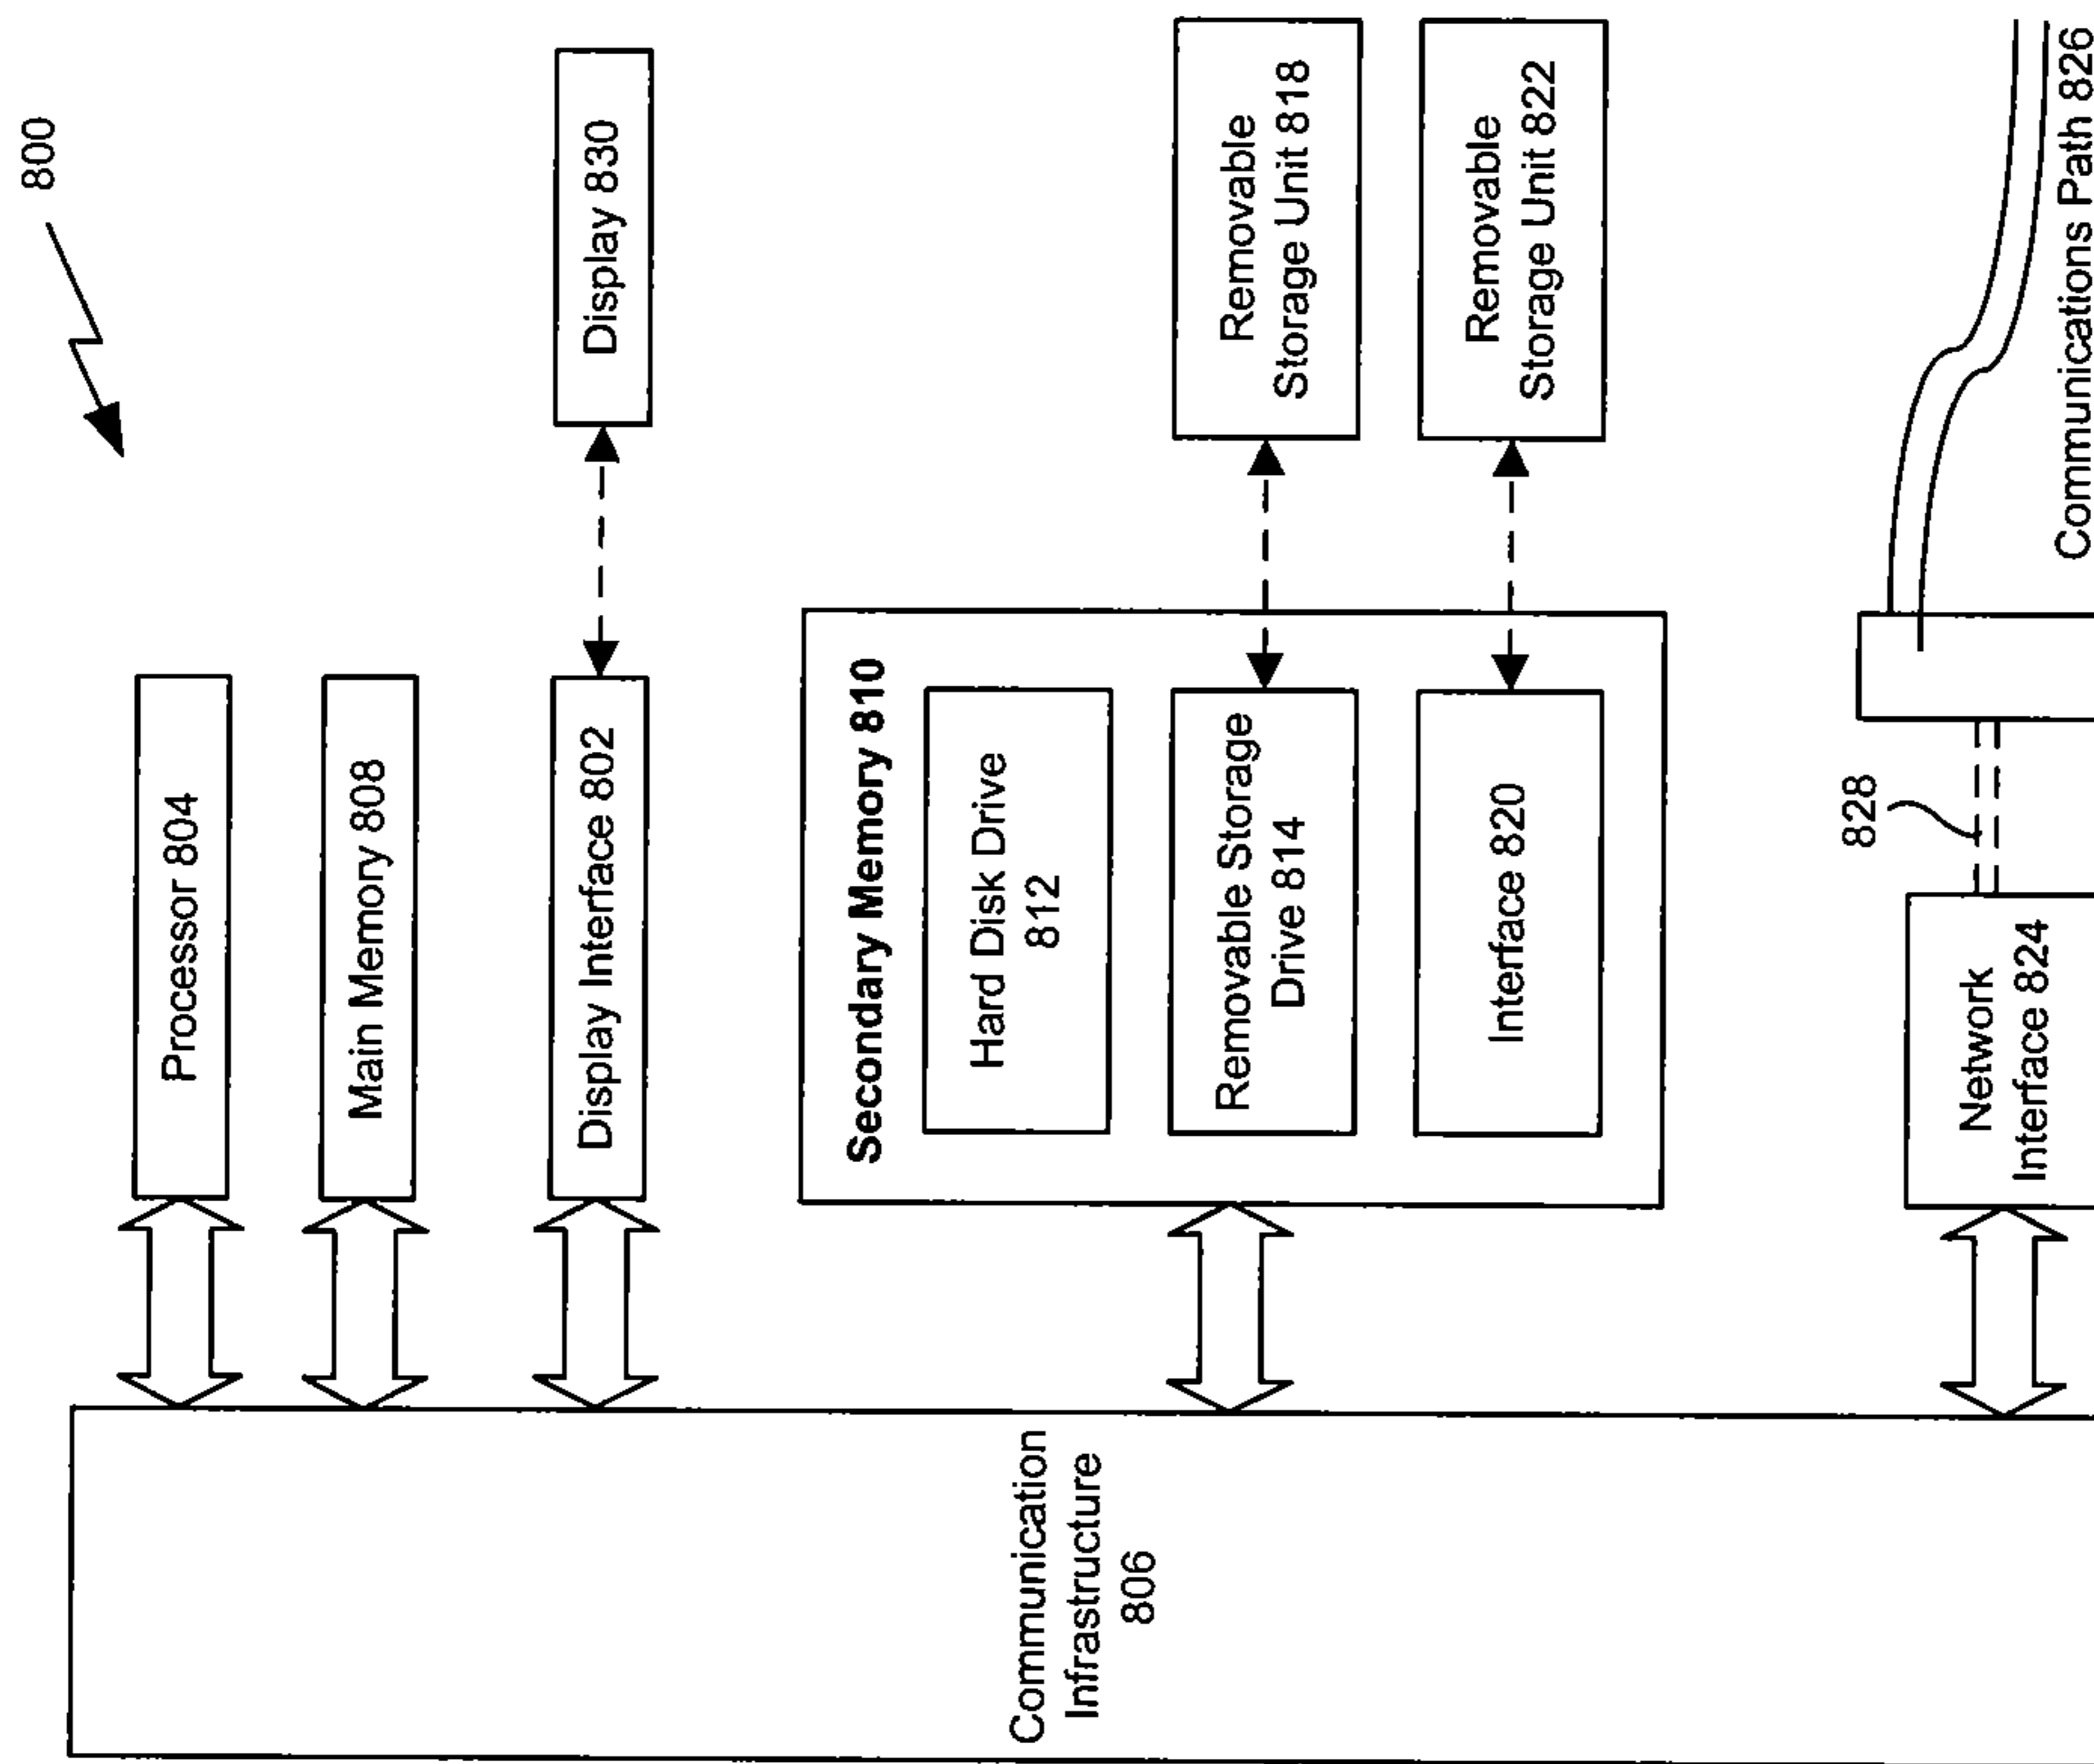 800
Processor 804
Main Memory 808
Display Interface 802
Display 830
Secondary Memory 810
Hard Disk Drive
812
Removable Storage
Drive 814
Removable
Storage Unit 818
Interface 820
Removable
Storage Unit 822
Communication
Infrastructure
806
Network
Interface 824
828
Communications Path 826